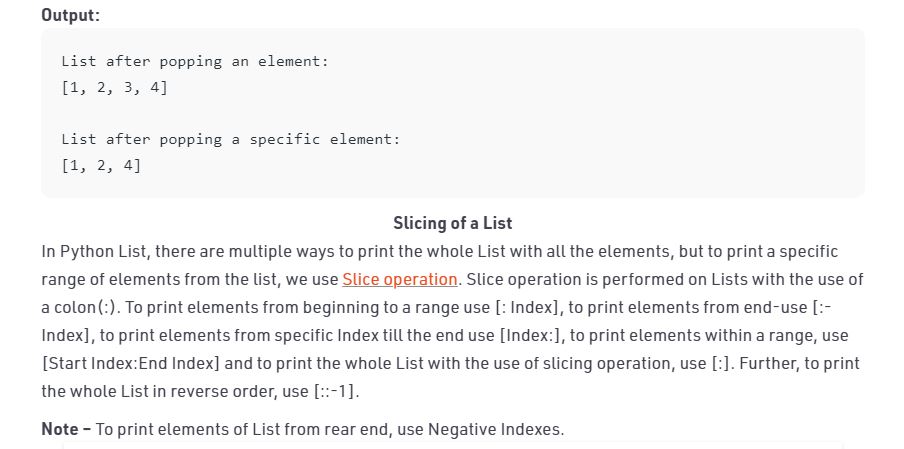 Output:
List after popping an element:
[1, 2, 3, 4]
List after popping a specific element:
[1, 2, 4]
Slicing of a List
In Python List, there are multiple ways to print the whole List with all the elements, but to print a specific
range of elements from the list, we use Slice operation. Slice operation is performed on Lists with the use of
a colon(:). To print elements from beginning to a range use [: Index], to print elements from end-use [:-
Index], to print elements from specific Index till the end use [Index:], to print elements within a range, use
[Start Index:End Index] and to print the whole List with the use of slicing operation, use [:]. Further, to print
the whole List in reverse order, use [::-1].
Note – To print elements of List from rear end, use Negative Indexes.